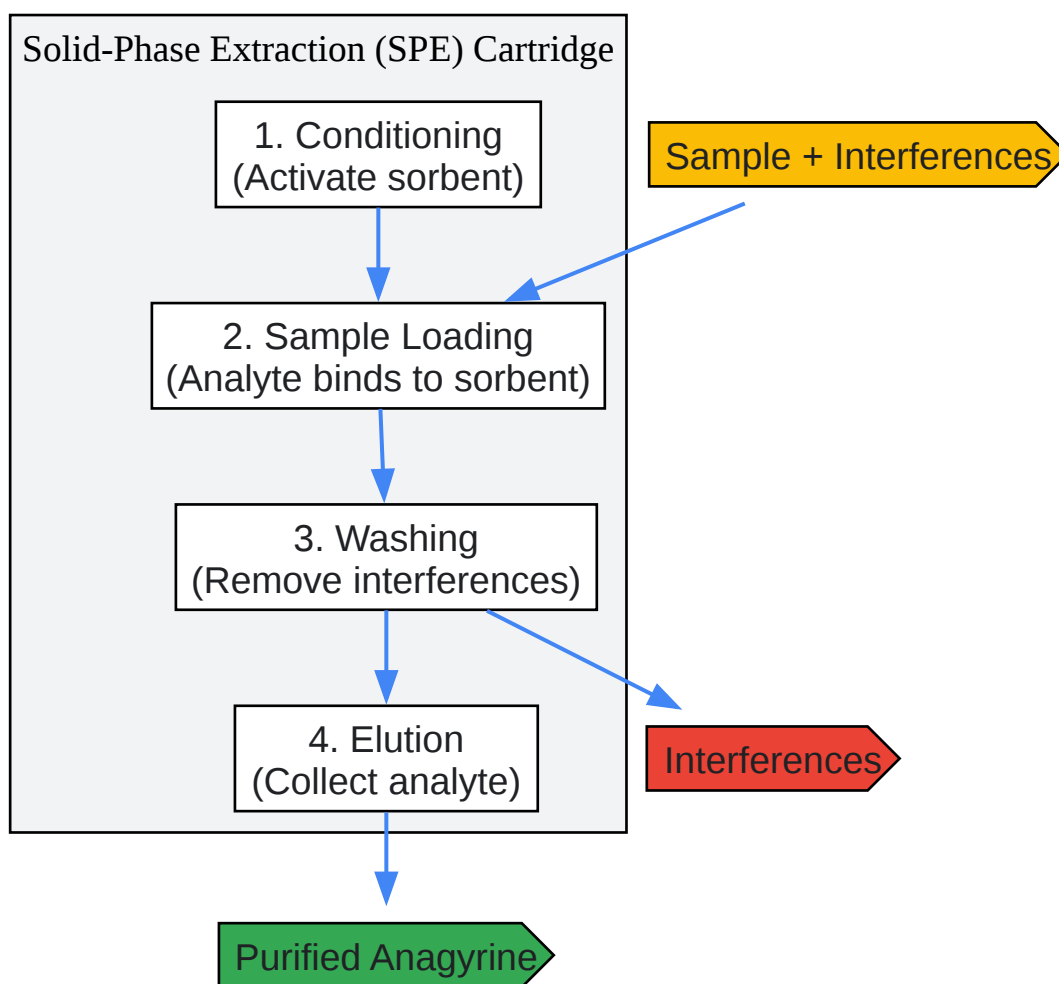 Solid-Phase Extraction (SPE) Cartridge
1. Conditioning
(Activate sorbent)
Sample + Interferences
2. Sample Loading
(Analyte binds to sorbent)
3. Washing
(Remove interferences)
4. Elution
(Collect analyte)
Interferences
Purified Anagyrine